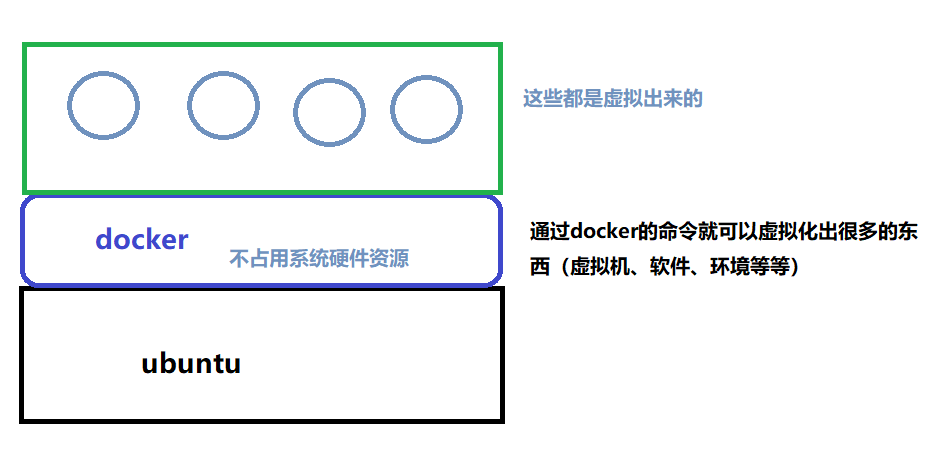 这些都是虚拟出来的
docker
不占用系统硬件资源
通过docker的命令就可以虚拟化出很多的东
西（虚拟机、软件、环境等等）
ubuntu